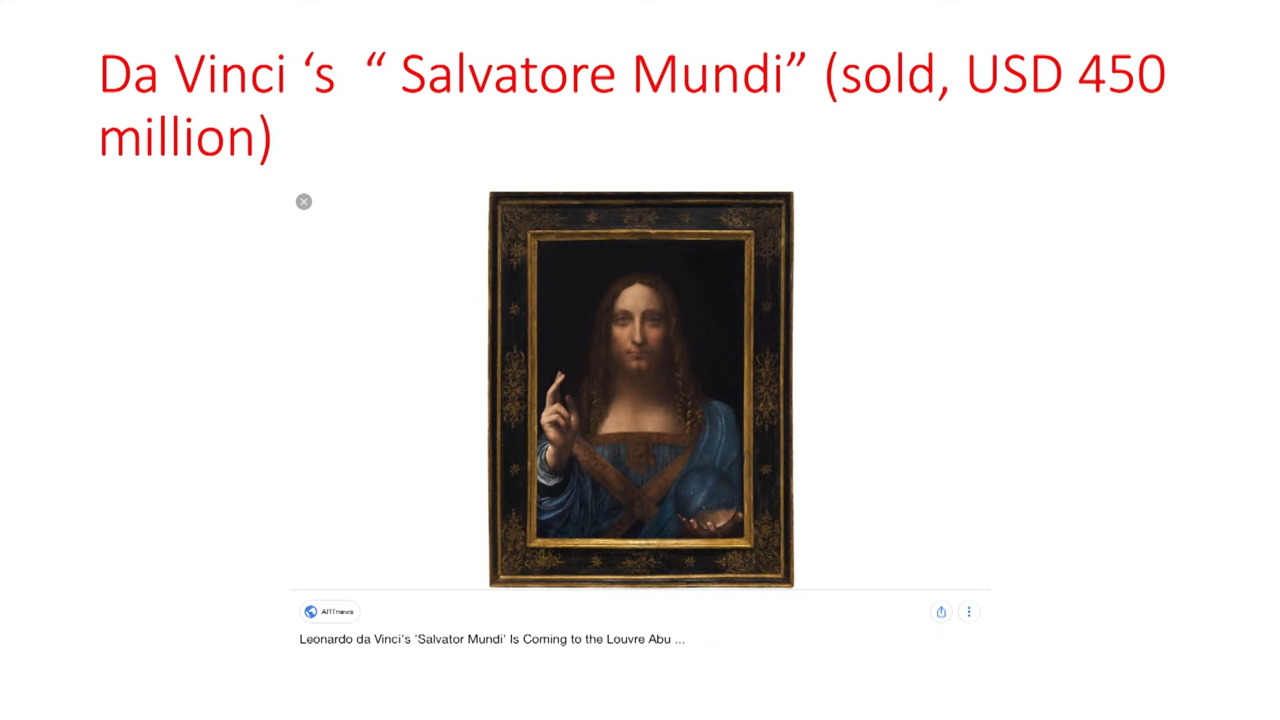 Da Vinci ‘s “ Salvatore Mundi” (sold, USD 450
million)
ARTnews
Leonardo da Vinci's 'Salvator Mundi' Is Coming to the Louvre Abu ...